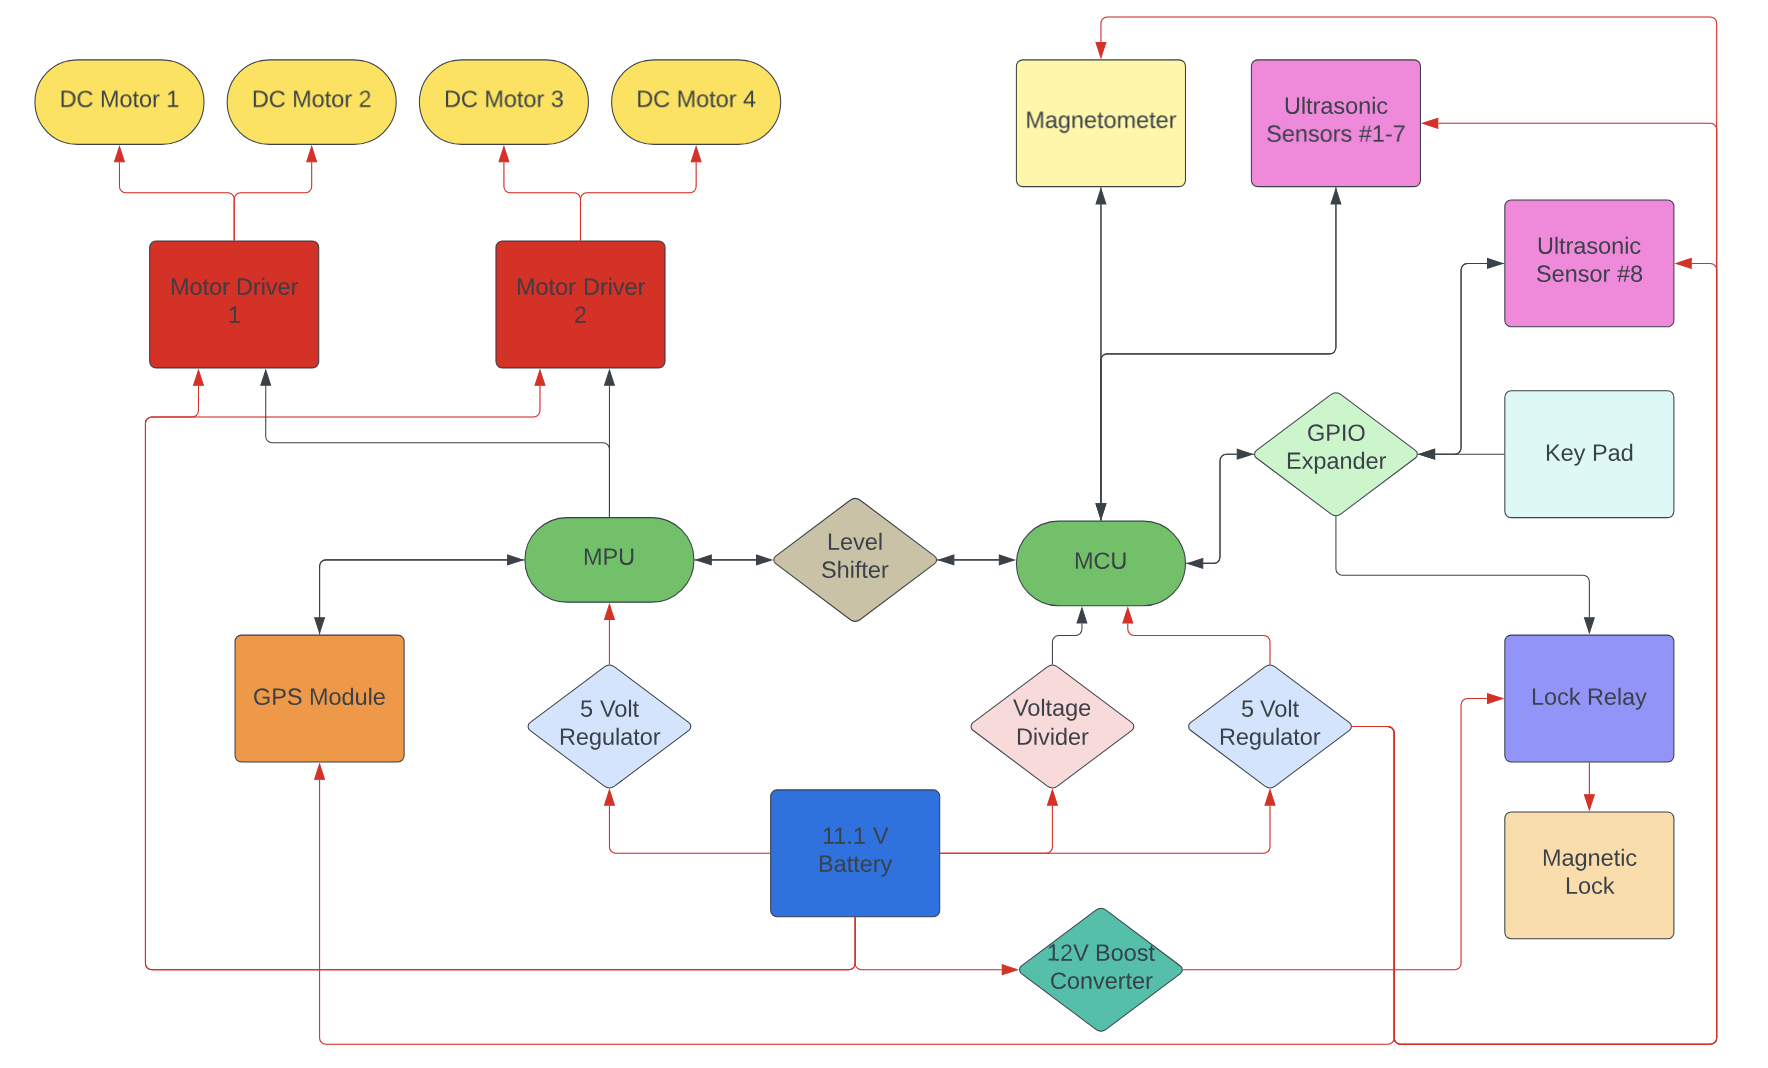 DC Motor 1
DC Motor 2
DC Motor 3
DC Motor 4
Magnetometer
Ultrasonic
Sensors #1-7
Ultrasonic
Sensor #8
Motor Driver
1
Motor Driver
2
GPIO
Expander
Key Pad
MPU
Level
Shifter
MCU
GPS Module
5 Volt
Regulator
Voltage
Divider
5 Volt
Regulator
Lock Relay
11.1 V
Battery
Magnetic
Lock
12V Boost
Converter